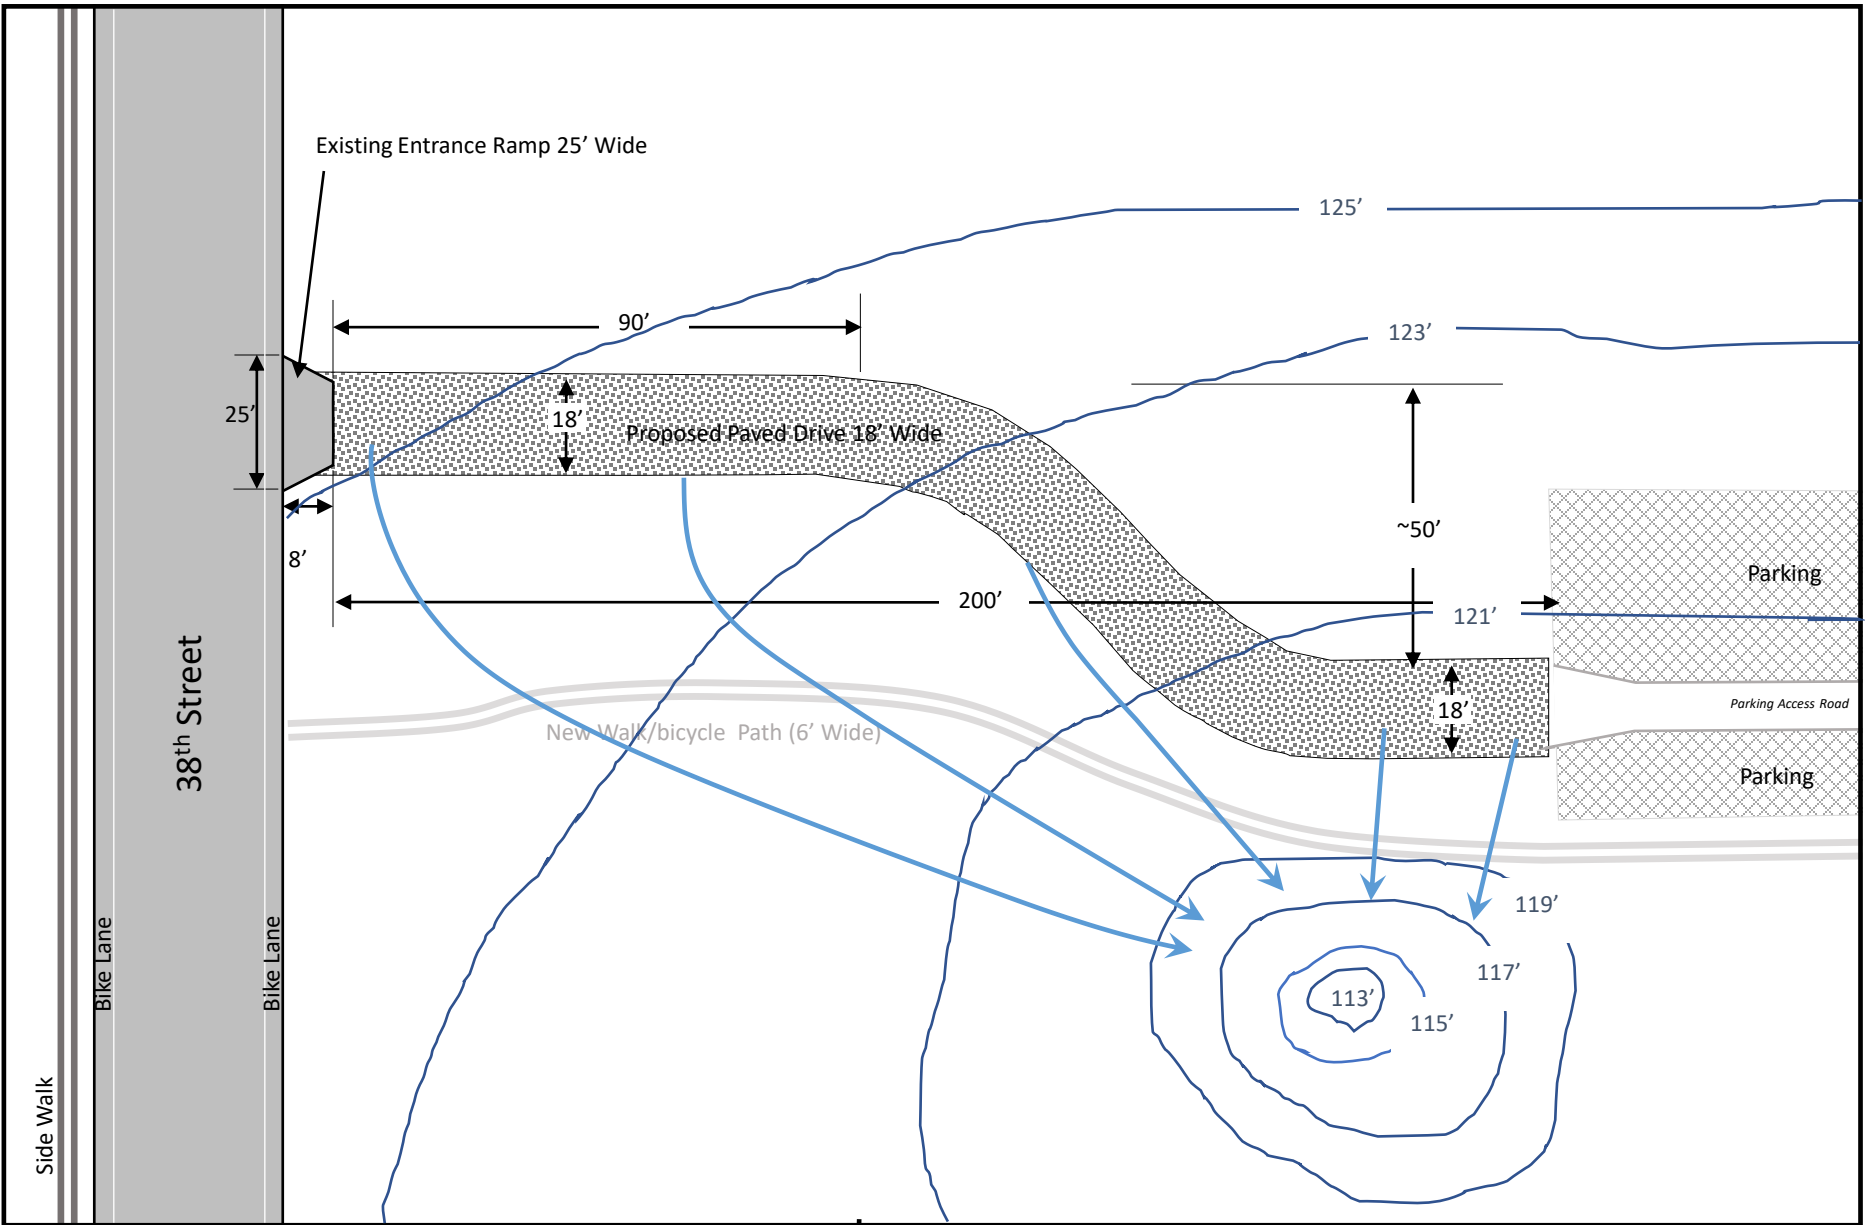 Existing Entrance Ramp 25’ Wide
125’
90’
123’
25’
18’
Proposed Paved Drive 18’ Wide
~50’
8’
Parking
200’
121’
38th Street
New Walk/bicycle Path (6’ Wide)
18’
Parking Access Road
Parking
119’
Bike Lane
Bike Lane
117’
113’
115’
Side Walk